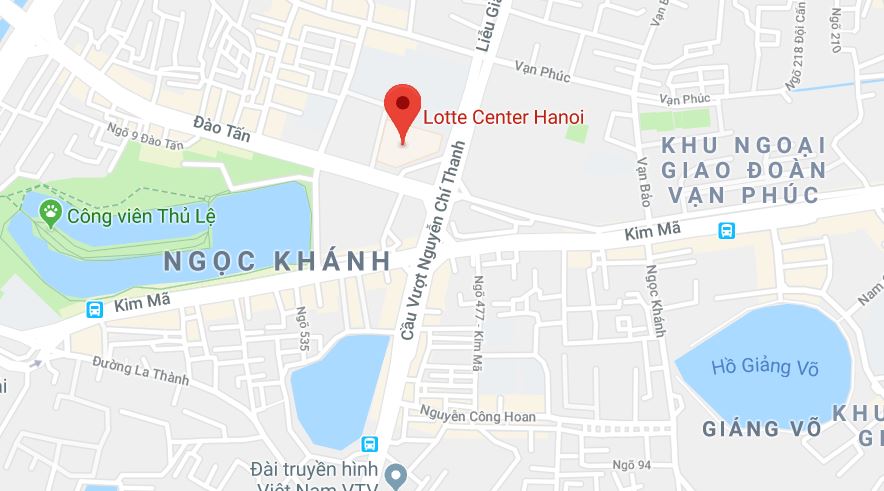 Liễu Gia
Vạn Phúc
Ngõ 210
Ngõ 218 Đội Cấn
Vạn Phúc
Vạn Phúc
Lotte Center Hanoi
Đào Tấn
Ngõ 9 Đào Tấn
KHU NGOẠI
GIAO ĐOÀN
VẠN PHÚC
Vạn Bảo
Công viên Thủ Lệ
Cầu Vượt Nguyễn Chí Thanh
Kim Mã
NGỌC KHÁNH
Kim Mã
Ngõ 477 - Kim Mã
Ngọc Khánh
Nam
Ngõ 535
Đường La Thành
Hồ Giảng Võ
Nguyễn Công Hoan
GIẢNG VÕ
KHU
GI
Đài truyền hình
Việt Nam VTV
Ngõ 94